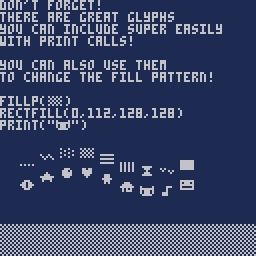 DON'T FORGET!
THERE ARE GREAT GLYPHS
YOU CAN INCLUDE SUPER EASILY
WITH PRINT CALLS!
YOU CAN ALSO USE THEM
TO CHANGE THE FILL PATTERN!
FILLP(▒)
RECTFILL(0,112,128,128)
PRINT("🐱")